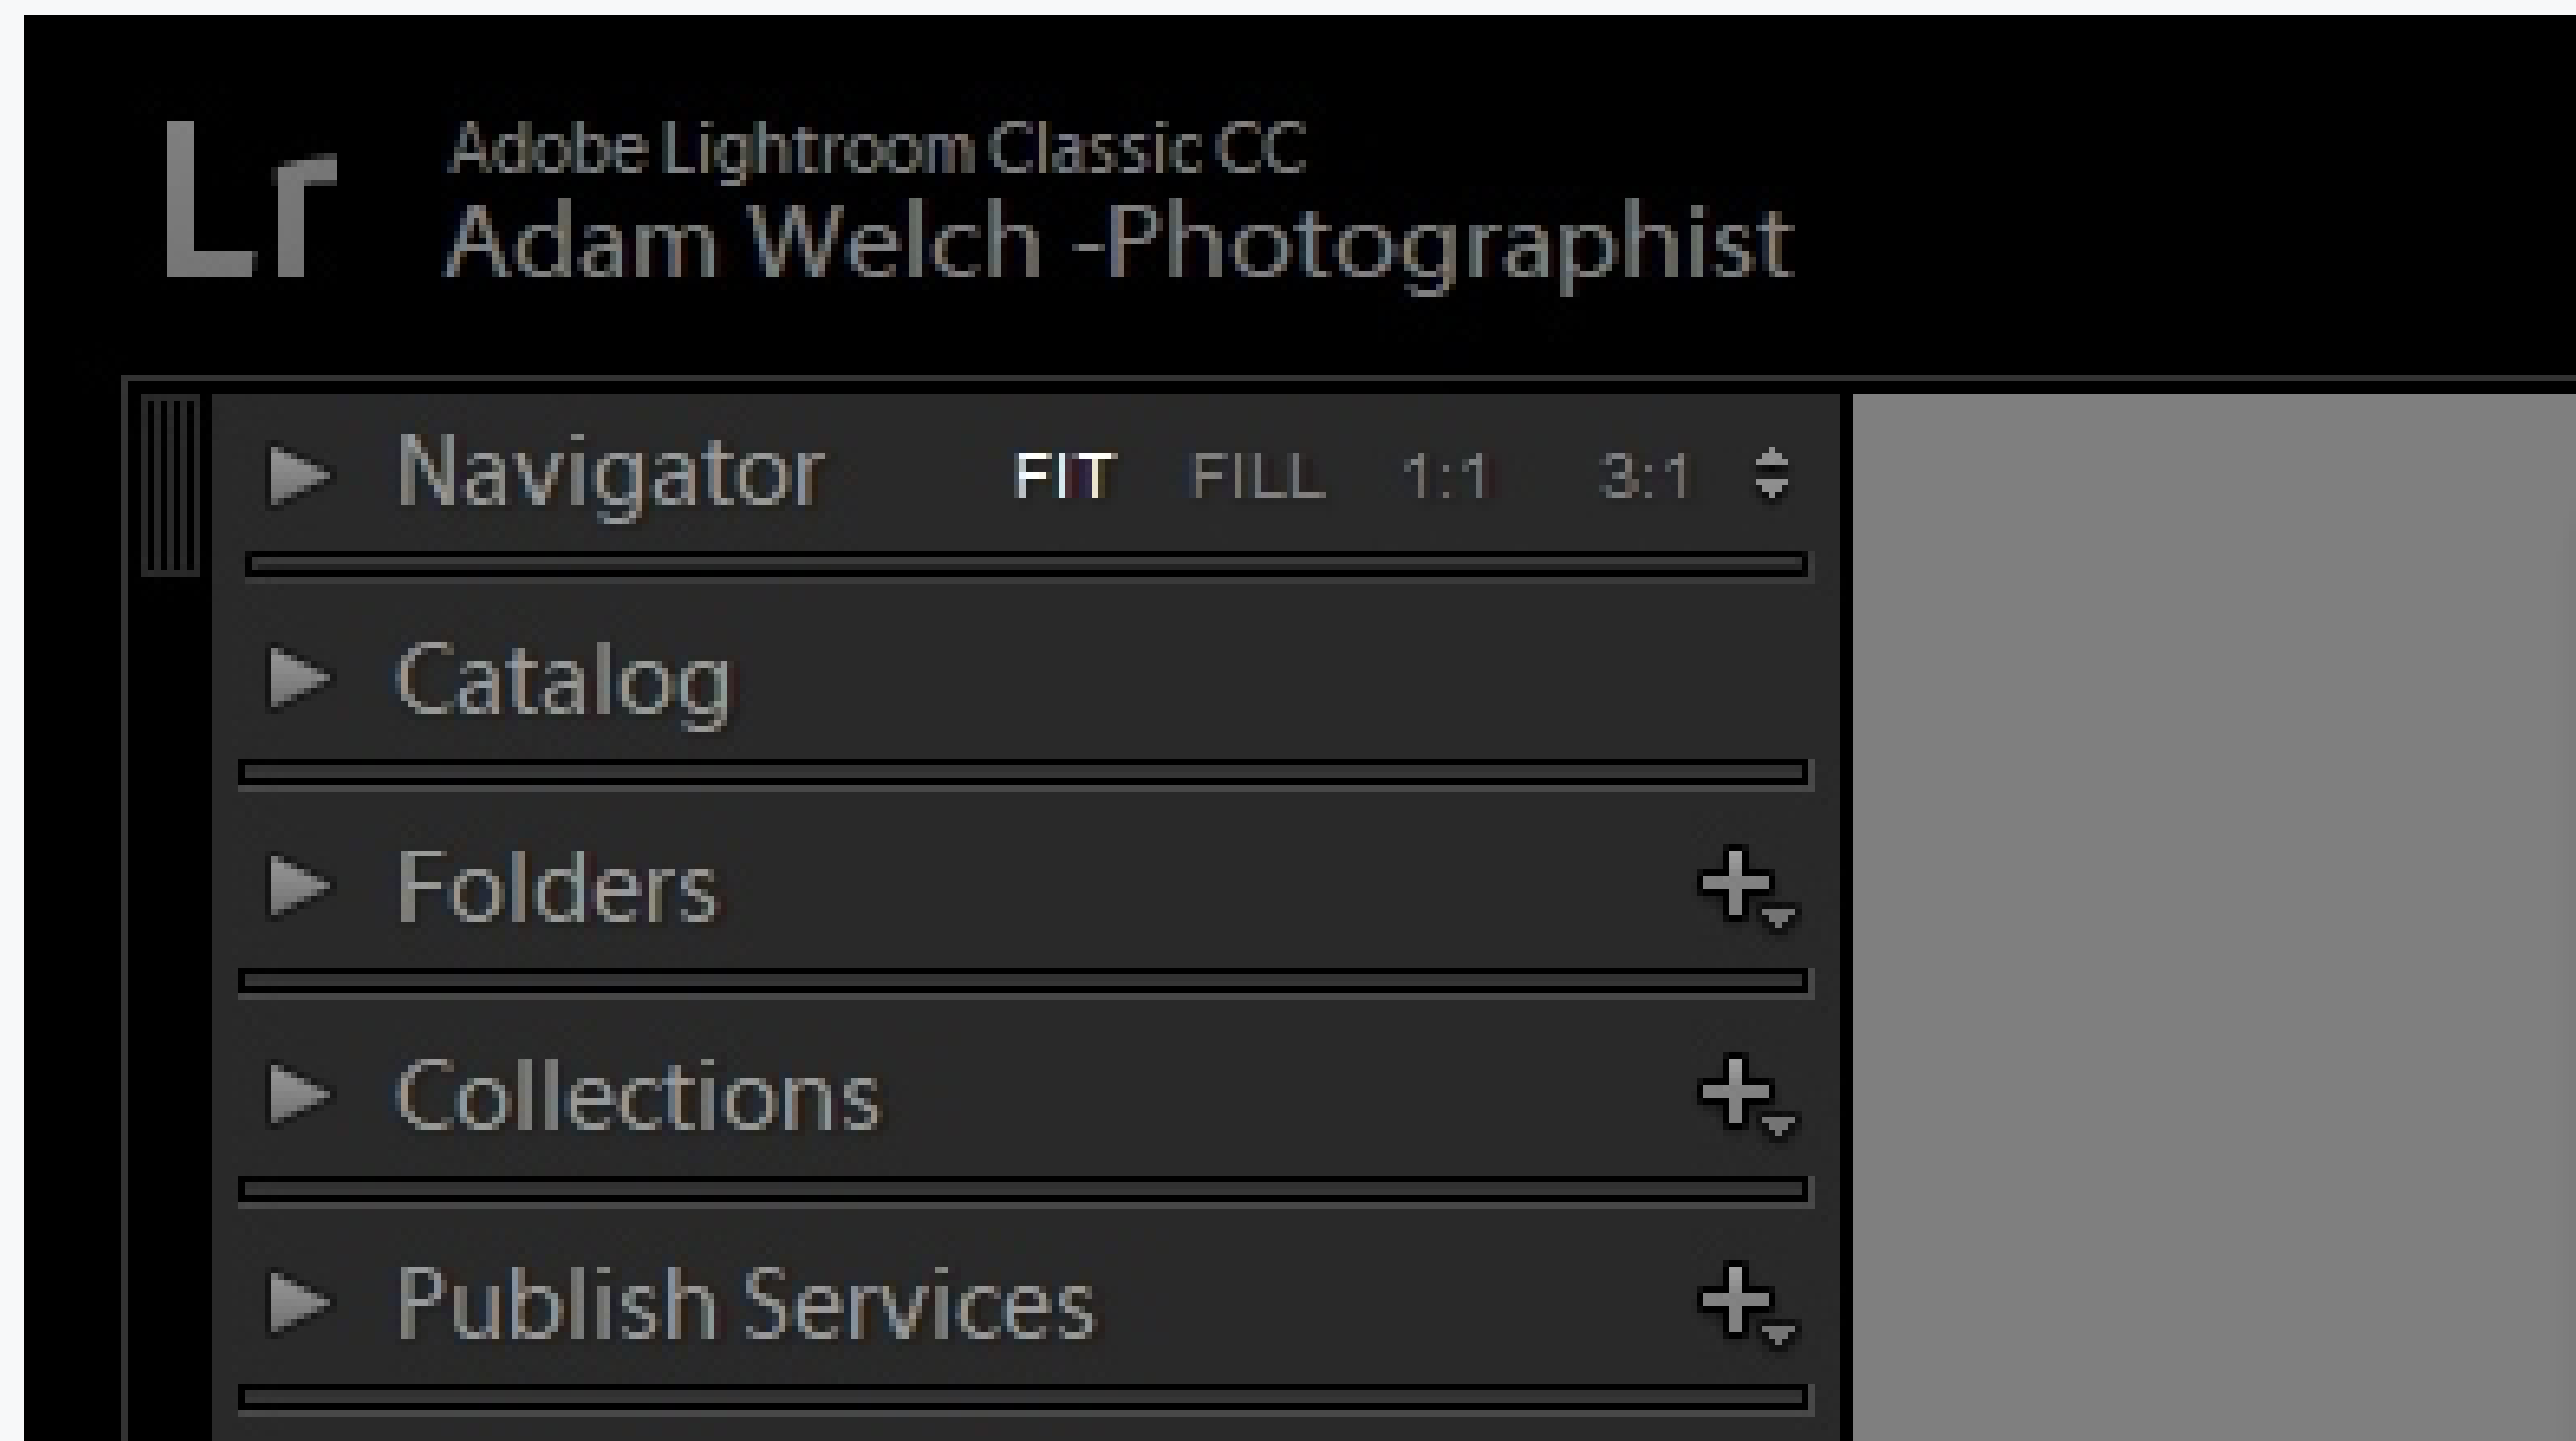 Lr
Adobe Lightroom Classic CC
Adam Welch -Photographist
Navigator FIT FILL 1:1 3:1
Catalog
Folders
Collections
Publish Services